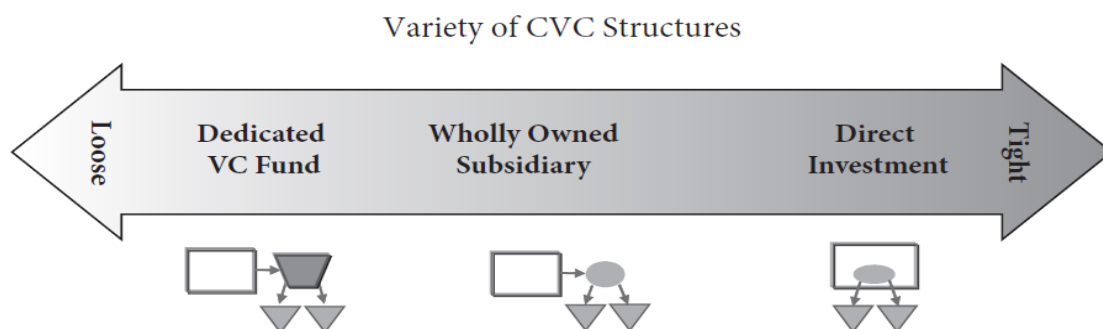 Variety of CVC Structures
Loose
Dedicated
VC Fund
Wholly Owned
Subsidiary
Direct
Investment
Tight